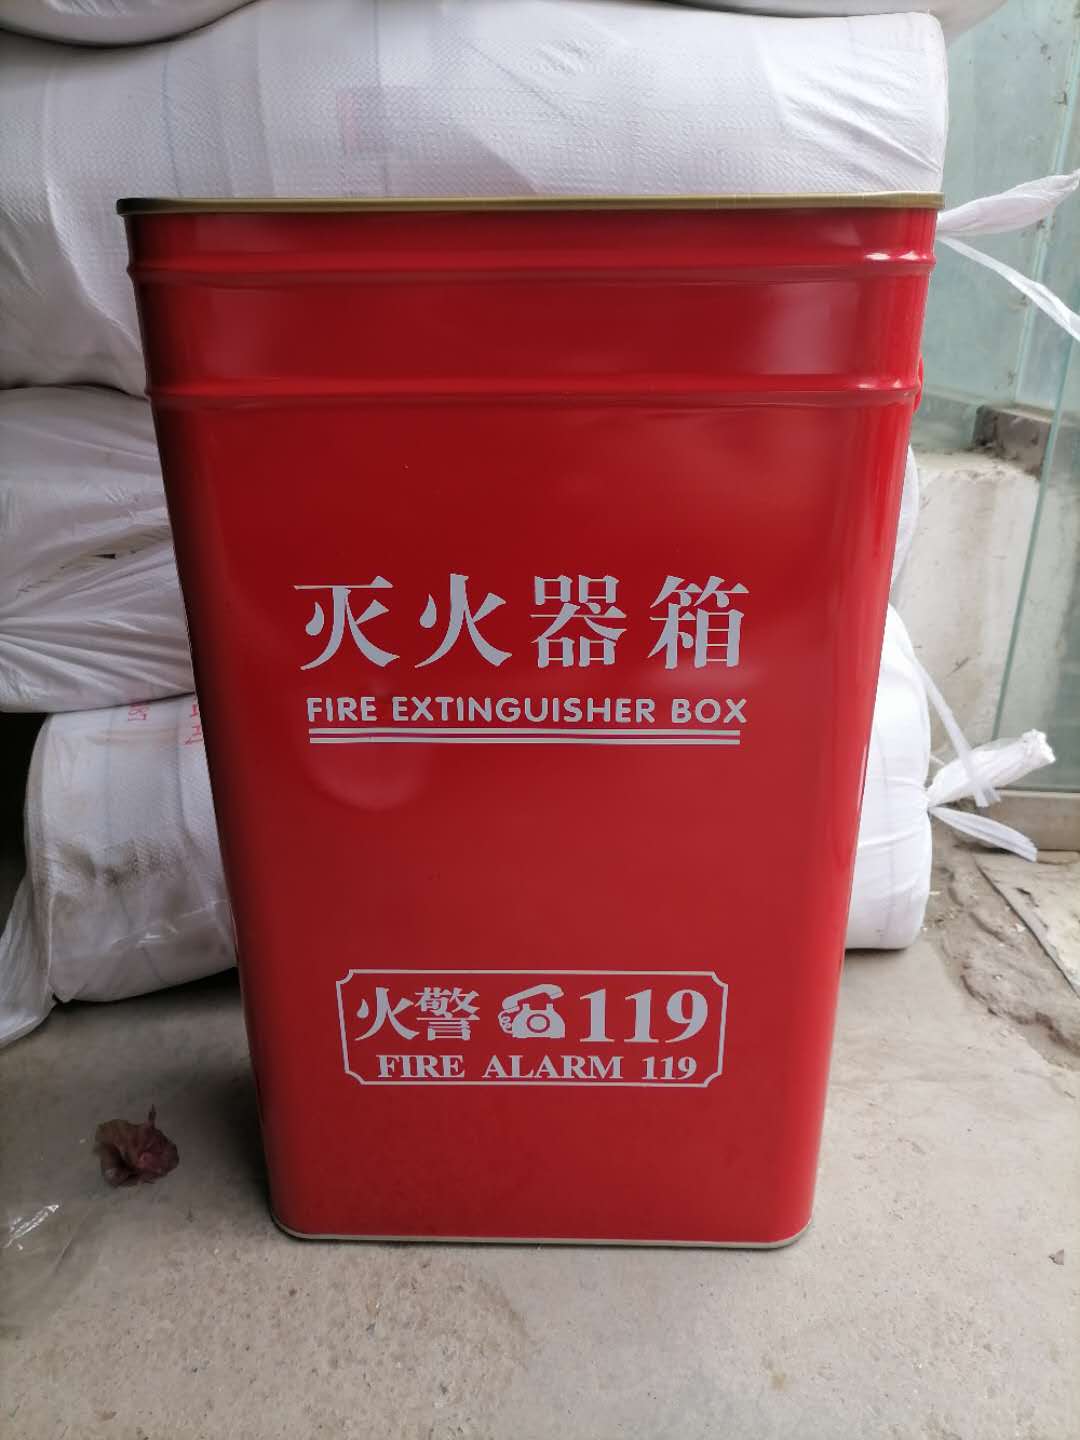 灭火器箱
FIRE EXTINGUISHER BOX
火警 ☎119
FIRE ALARM 119